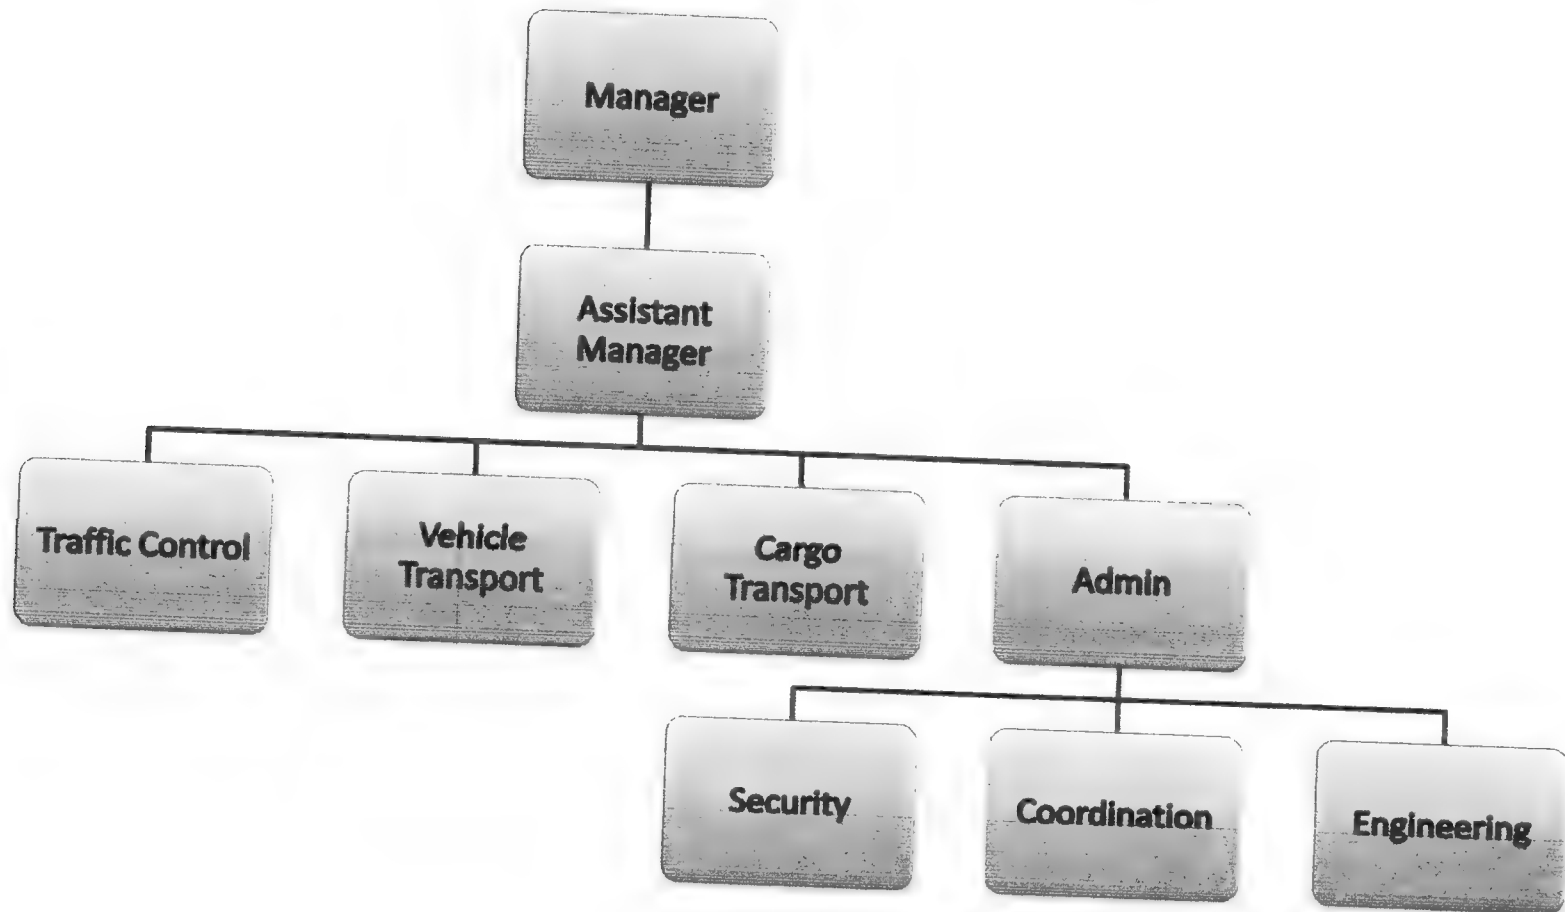 Manager
Assistant
Manager
Traffic Control
Vehicle
Transport
Cargo
Transport
Admin
Security
Coordination
Engineering